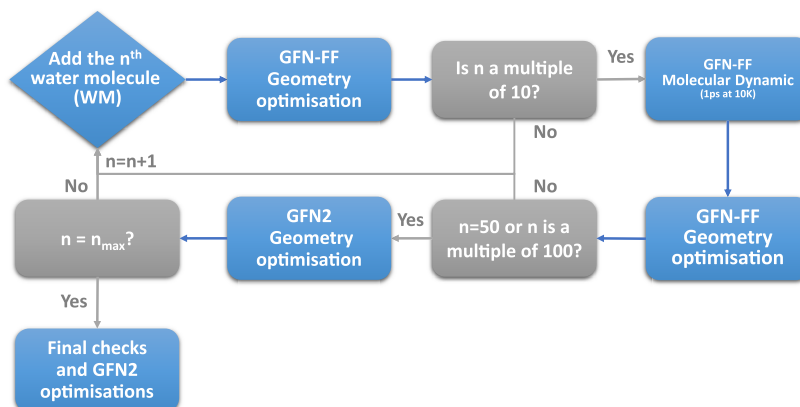 Add the nth
water molecule
(WM)
GFN-FF
Geometry
optimisation
Is n a multiple
of 10?
Yes
GFN-FF
Molecular Dynamic
(1ps at 10K)
No
n=n+1
No
No
n = nmax?
GFN2
Geometry
optimisation
Yes
n=50 or n is a
multiple of 100?
GFN-FF
Geometry
optimisation
Yes
Final checks
and GFN2
optimisations